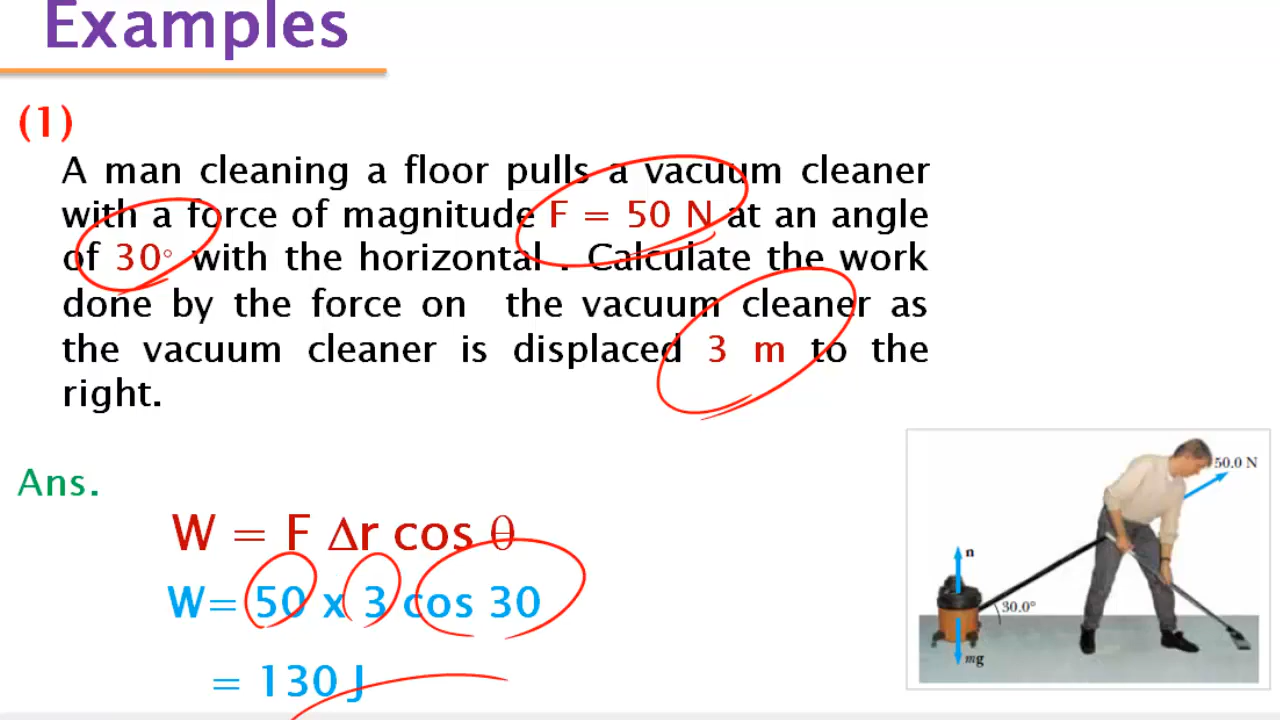 Examples
(1)
A man cleaning a floor pulls a vacuum cleaner
with a force of magnitude F = 50 N at an angle
of 30° with the horizontal . Calculate the work
done by the force on the vacuum cleaner as
the vacuum cleaner is displaced 3 m to the
right.
Ans.
W = F Δr cos θ
W= 50 x 3 cos 30
= 130 J
50.0 N
n
30.0°
mg